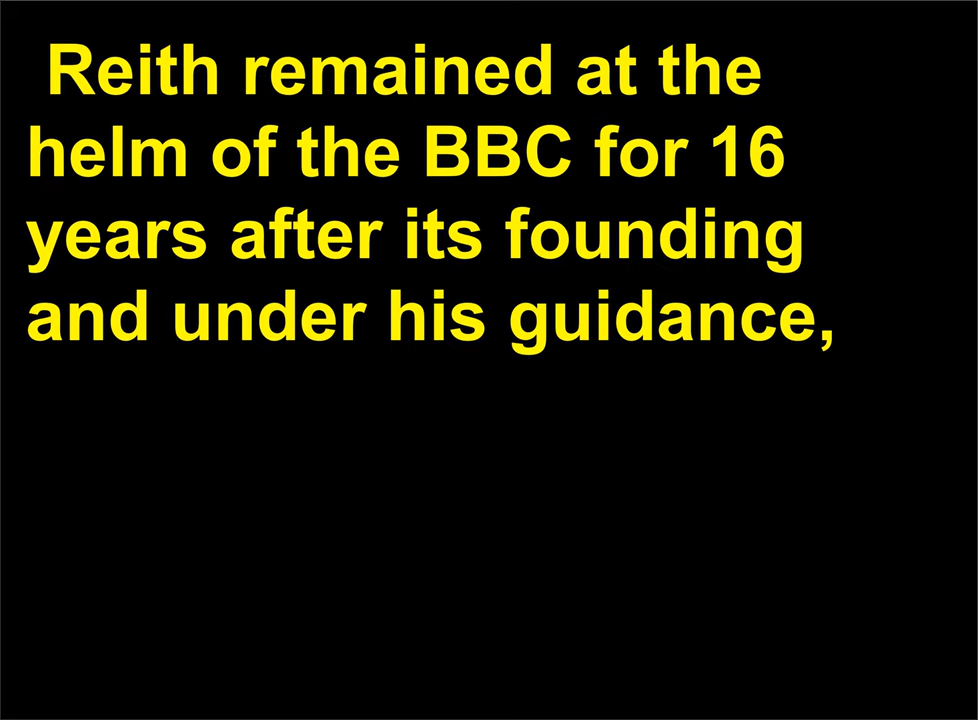 Reith remained at the
helm of the BBC for 16
years after its founding
and under his guidance,